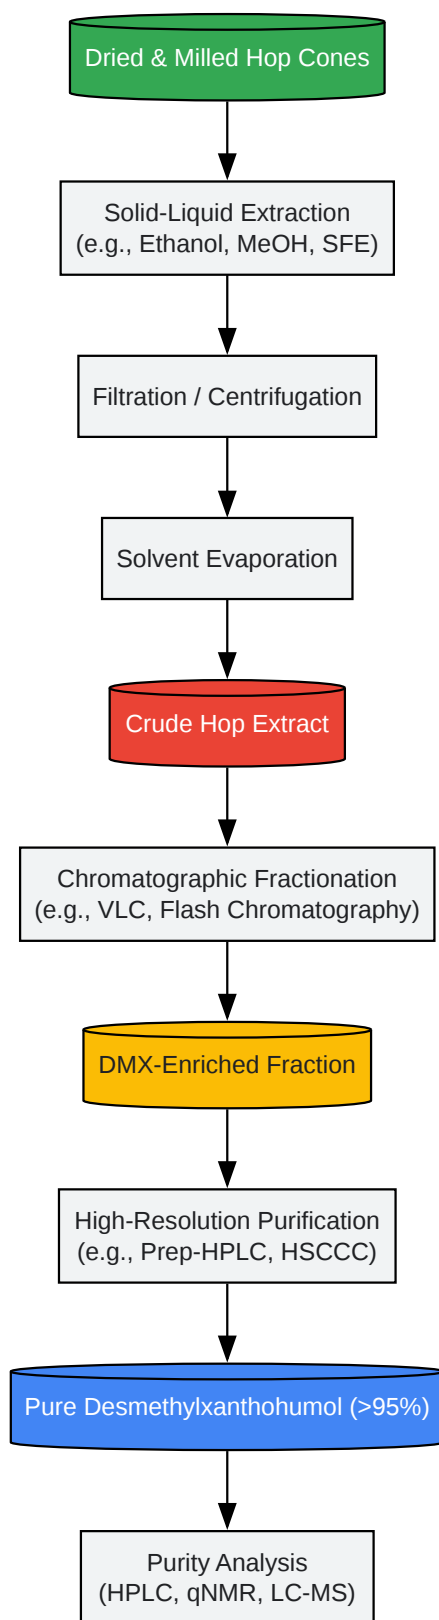 Dried & Milled Hop Cones
Solid-Liquid Extraction
(e.g., Ethanol, MeOH, SFE)
Filtration / Centrifugation
Solvent Evaporation
Crude Hop Extract
Chromatographic Fractionation
(e.g., VLC, Flash Chromatography)
DMX-Enriched Fraction
High-Resolution Purification
(e.g., Prep-HPLC, HSCCC)
Pure Desmethylxanthohumol (>95%)
Purity Analysis
(HPLC, qNMR, LC-MS)